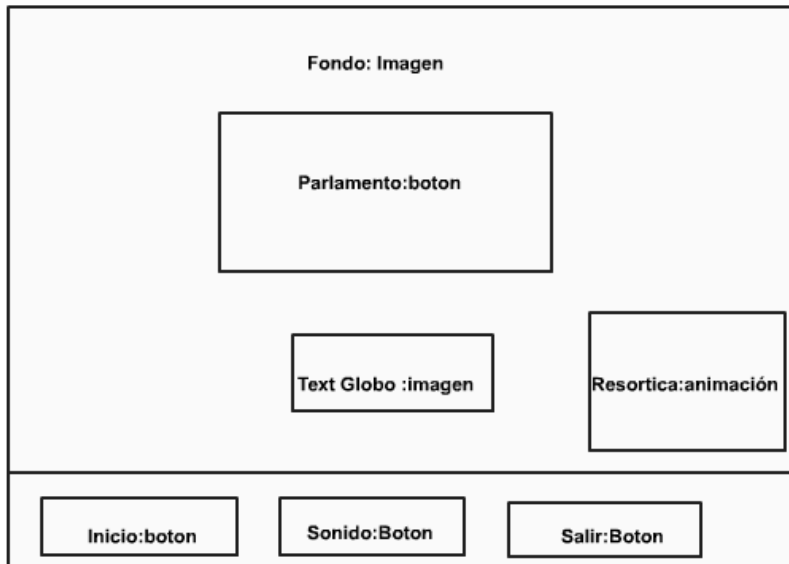 Fondo: Imagen
Parlamento:boton
Text Globo :imagen
Resortica:animación
Inicio:boton
Sonido:Boton
Salir:Boton